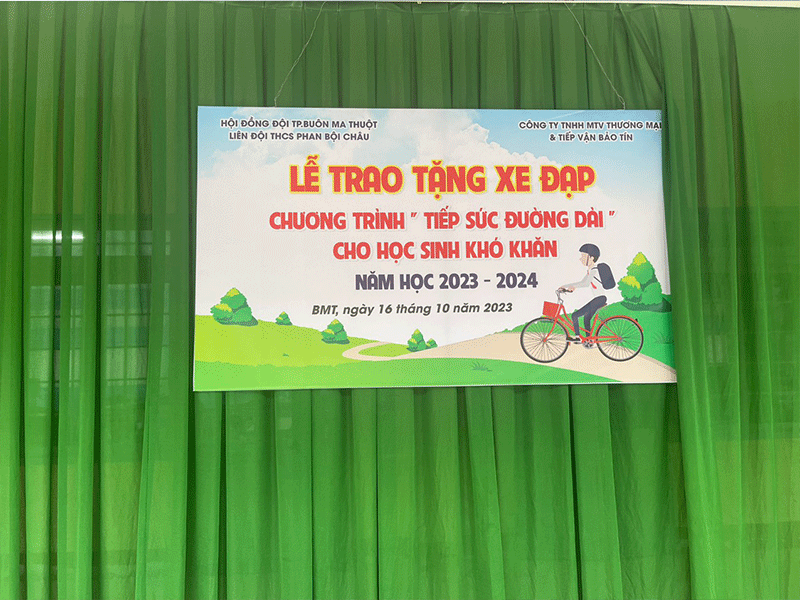 HỘI ĐỒNG ĐỘI TP.BUÔN MA THUỘT
LIÊN ĐỘI THCS PHAN BỘI CHÂU
CÔNG TY TNHH MTV THƯƠNG MẠI
& TIẾP VẬN BẢO TÍN
LỄ TRAO TẶNG XE ĐẠP
CHƯƠNG TRÌNH " TIẾP SỨC ĐƯỜNG DÀI "
CHO HỌC SINH KHÓ KHĂN
NĂM HỌC 2023 - 2024
BMT, ngày 16 tháng 10 năm 2023